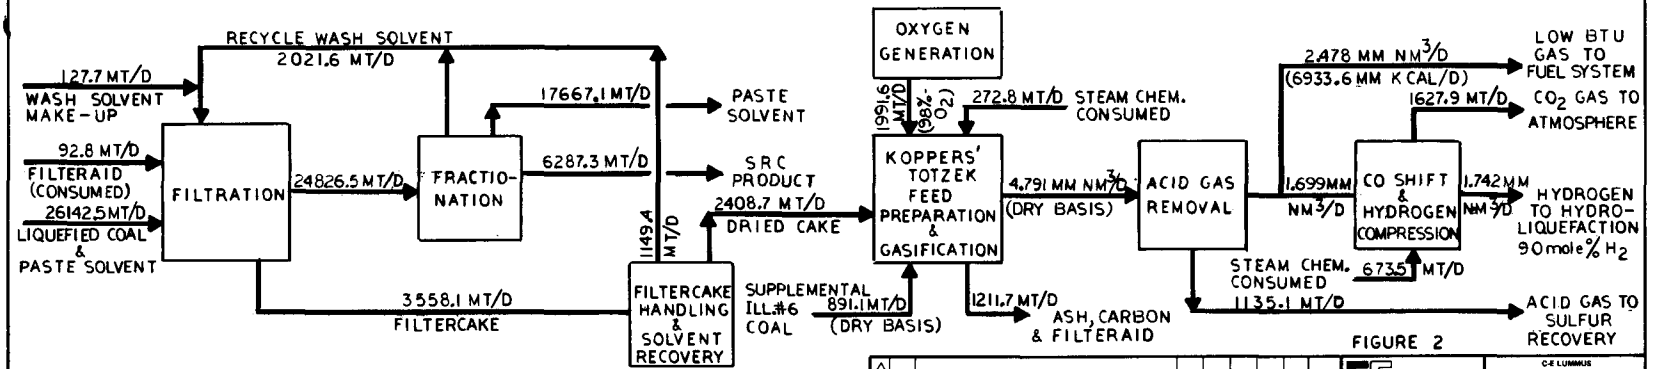 RECYCLE WASH SOLVENT
2021.6 MT/D
127.7 MT/D
WASH SOLVENT
MAKE-UP
92.8 MT/D
FILTERAID
(CONSUMED)
26142.5MT/D
LIQUEFIED COAL
&
PASTE SOLVENT
FILTRATION
24826.5 MT/D
FRACTIO-
NATION
17667.1 MT/D
PASTE
SOLVENT
6287.3 MT/D
SRC
PRODUCT
3558.1 MT/D
FILTERCAKE
1149.4
MT/D
FILTERCAKE
HANDLING
&
SOLVENT
RECOVERY
2408.7 MT/D
DRIED CAKE
OXYGEN
GENERATION
1991.6
MT/D
(98%-
O2)
272.8 MT/D
STEAM CHEM.
CONSUMED
KOPPERS'
TOTZEK
FEED
PREPARATION
&
GASIFICATION
SUPPLEMENTAL
ILL.#6
COAL
891.1MT/D
(DRY BASIS)
1211.7 MT/D
ASH, CARBON
& FILTERAID
4.791 MM NM3/D
(DRY BASIS)
ACID GAS
REMOVAL
2.478 MM NM3/D
(6933.6 MM K CAL/D)
LOW BTU
GAS TO
FUEL SYSTEM
1627.9 MT/D
CO2 GAS TO
ATMOSPHERE
1.699MM
NM3/D
CO SHIFT
&
HYDROGEN
COMPRESSION
1.742 MM
NM3/D
HYDROGEN
TO HYDRO-
LIQUEFACTION
90 mole% H2
STEAM CHEM.
CONSUMED
673.5 MT/D
1135.1 MT/D
ACID GAS TO
SULFUR
RECOVERY
FIGURE 2
C-E LUMMUS